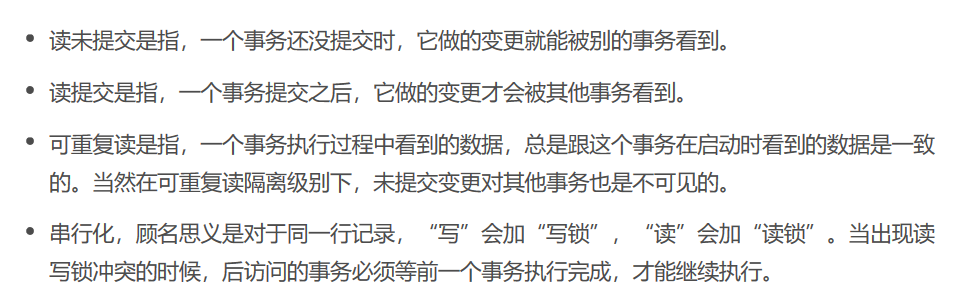 • 读未提交是指，一个事务还没提交时，它做的变更就能被别的事务看到。
• 读提交是指，一个事务提交之后，它做的变更才会被其他事务看到。
• 可重复读是指，一个事务执行过程中看到的数据，总是跟这个事务在启动时看到的数据是一致
的。当然在可重复读隔离级别下，未提交变更对其他事务也是不可见的。
• 串行化，顾名思义是对于同一行记录，“写”会加“写锁”，“读”会加“读锁”。当出现读
写锁冲突的时候，后访问的事务必须等前一个事务执行完成，才能继续执行。